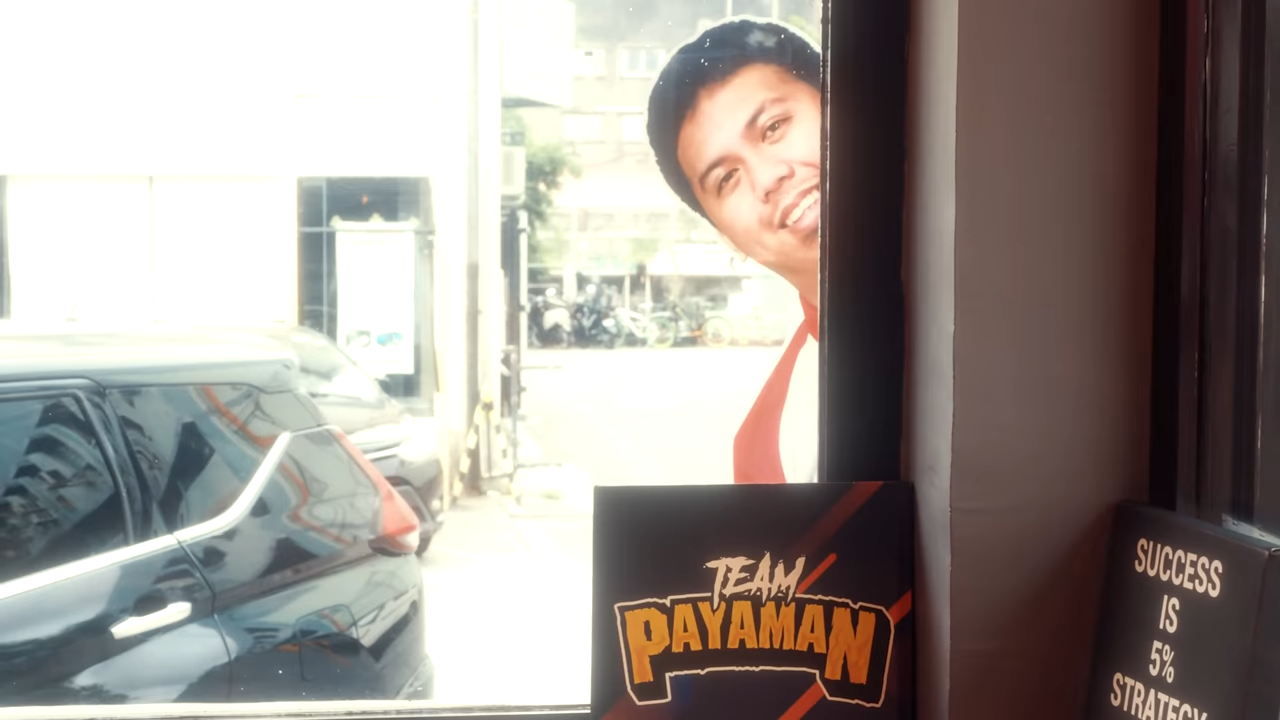 TEAM
PAYAMAN
SUCCESS
IS
5%
STRATEGY